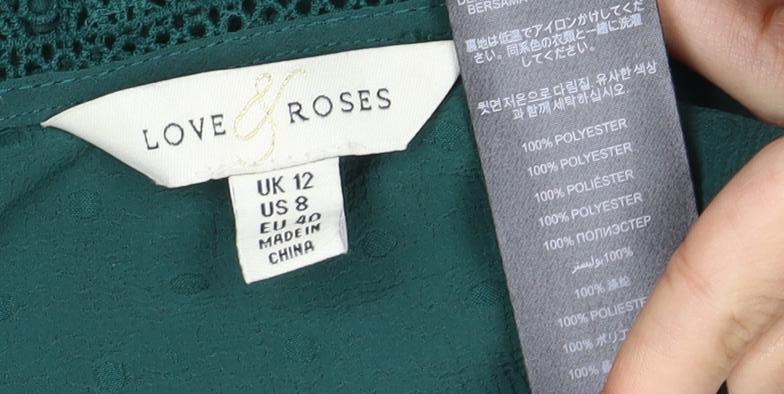 LOVE & ROSES
UK 12
US 8
EU 40
MADE IN
CHINA
BERSAMA
裏地は低温でアイロンかけしてくだ
さい。同系色の衣類と一緒に洗濯
してください。
뒷면 저온으로 다림질. 유사한 색상
과 함께 세탁하십시오.
100% POLYESTER
100% POLYESTER
100% POLIÉSTER
100% POLYESTER
100% ПОЛИЭСТЕР
100% بوليستر
100% 涤纶
100% POLIESTE
100% ポリエ
100%